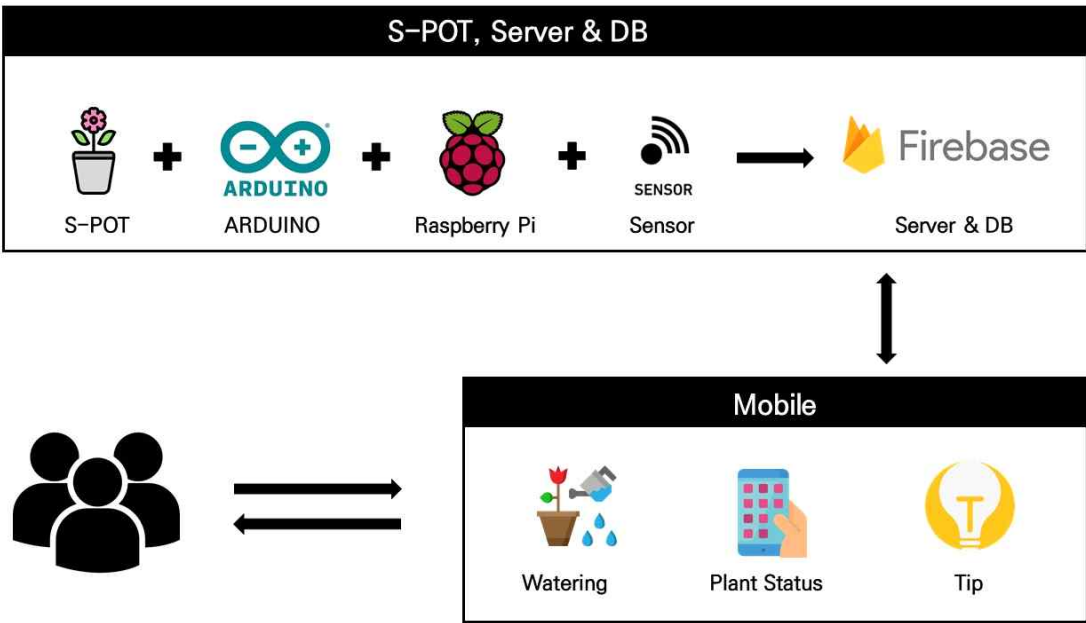 S-POT, Server & DB
ARDUINO
SENSOR
Firebase
S-POT
ARDUINO
Raspberry Pi
Sensor
Server & DB
Mobile
T
Watering
Plant Status
Tip